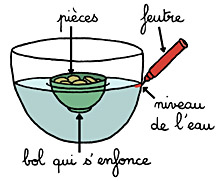 pièces
feutre
niveau
de l'eau
bol qui s'enfonce